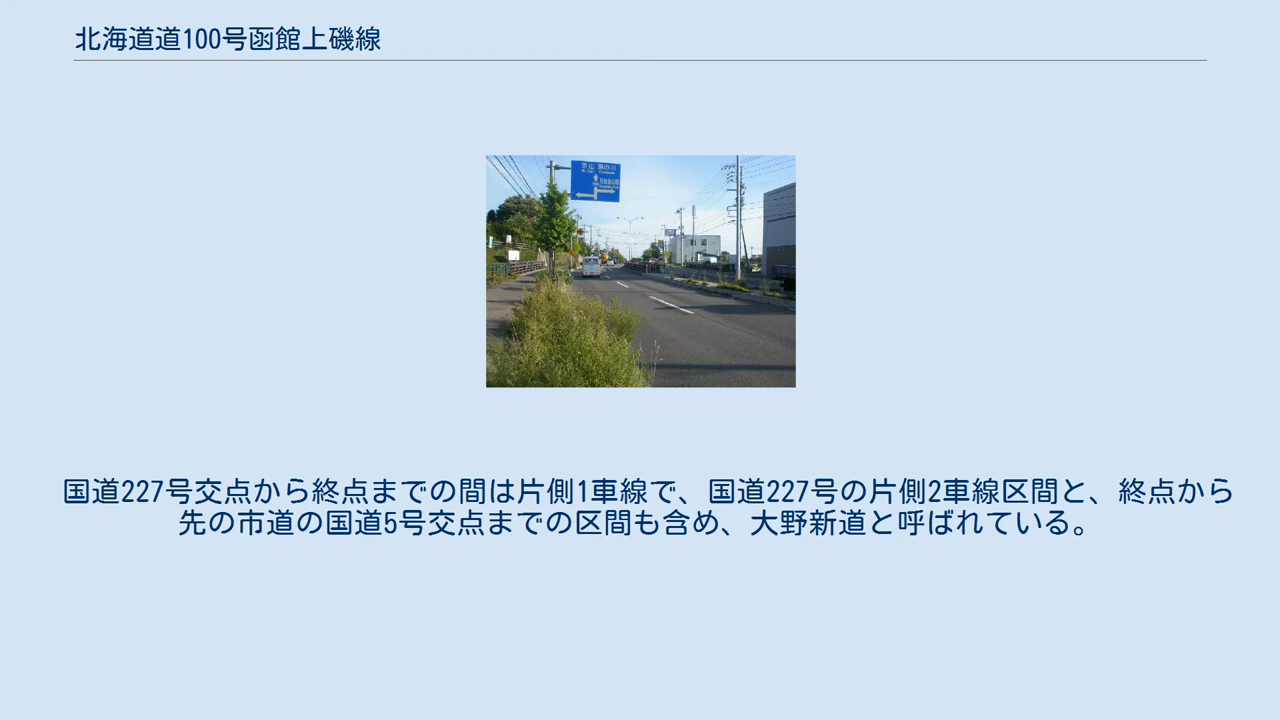 北海道道100号函館上磯線
国道227号交点から終点までの間は片側1車線で、国道227号の片側2車線区間と、終点から
先の市道の国道5号交点までの区間も含め、大野新道と呼ばれている。